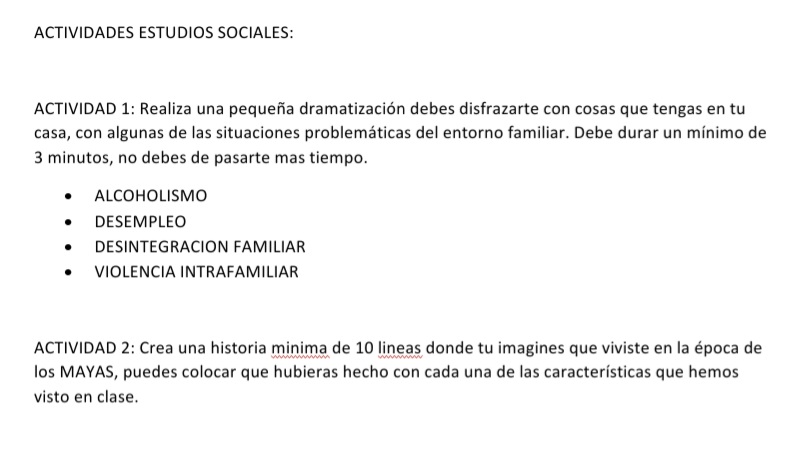 ACTIVIDADES ESTUDIOS SOCIALES:
ACTIVIDAD 1: Realiza una pequeña dramatización debes disfrazarte con cosas que tengas en tu
casa, con algunas de las situaciones problemáticas del entorno familiar. Debe durar un mínimo de
3 minutos, no debes de pasarte mas tiempo.
• ALCOHOLISMO
• DESEMPLEO
• DESINTEGRACION FAMILIAR
• VIOLENCIA INTRAFAMILIAR
ACTIVIDAD 2: Crea una historia minima de 10 lineas donde tu imagines que viviste en la época de
los MAYAS, puedes colocar que hubieras hecho con cada una de las características que hemos
visto en clase.